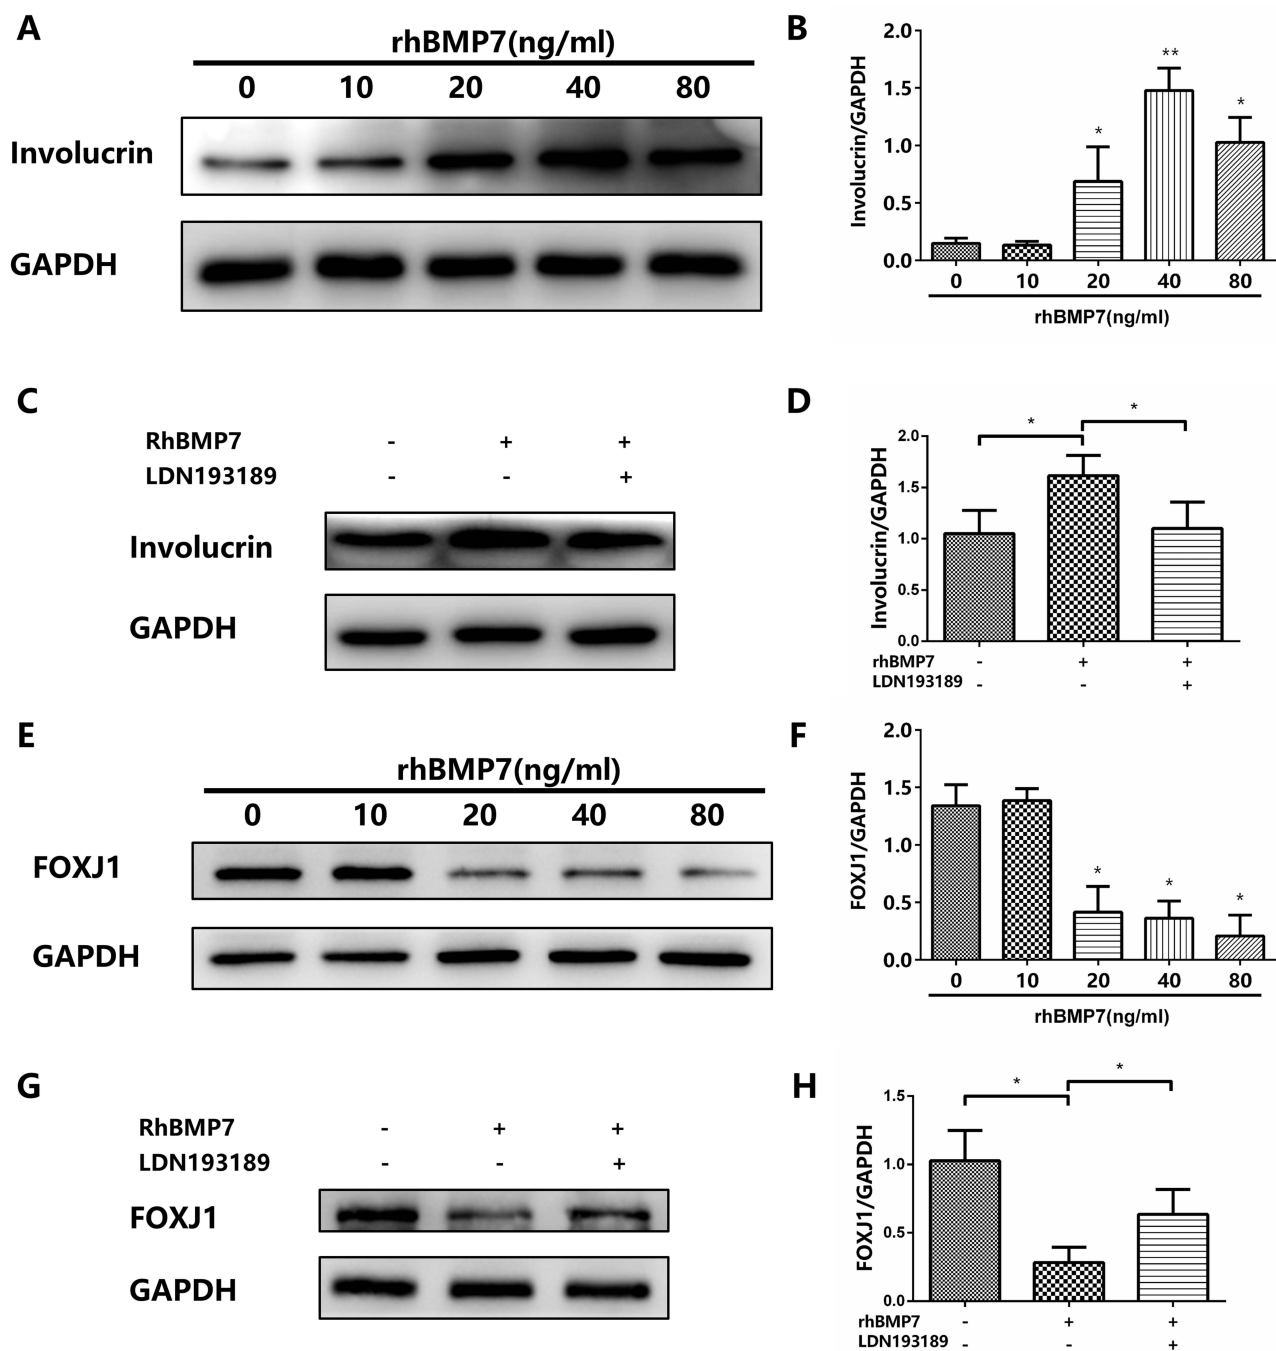 A
rhBMP7(ng/ml)
0 10 20 40 80
Involucrin
GAPDH
B
Involucrin/GAPDH
2.0
1.5
1.0
0.5
0.0
* ** *
0 10 20 40 80
rhBMP7(ng/ml)
C
RhBMP7 - + +
LDN193189 - - +
Involucrin
GAPDH
D
Involucrin/GAPDH
2.0
1.5
1.0
0.5
0.0
* *
rhBMP7 - + +
LDN193189 - - +
E
rhBMP7(ng/ml)
0 10 20 40 80
FOXJ1
GAPDH
F
FOXJ1/GAPDH
2.0
1.5
1.0
0.5
0.0
* * *
0 10 20 40 80
rhBMP7(ng/ml)
G
RhBMP7 - + +
LDN193189 - - +
FOXJ1
GAPDH
H
FOXJ1/GAPDH
1.5
1.0
0.5
0.0
* *
rhBMP7 - + +
LDN193189 - - +